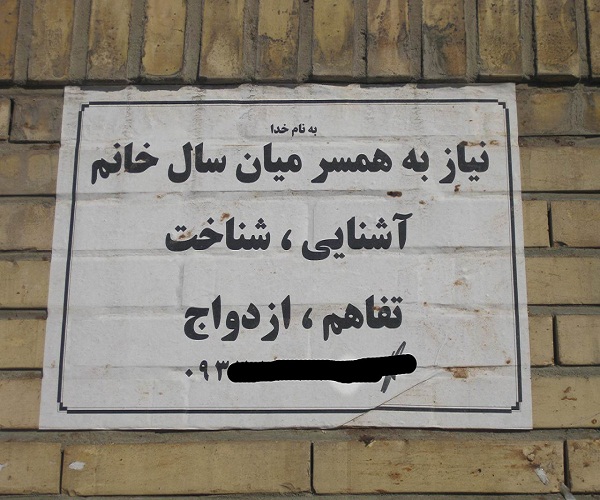 به نام خدا
نیاز به همسر میان سال خانم
آشنایی ، شناخت
تفاهم ، ازدواج
۰۹۳